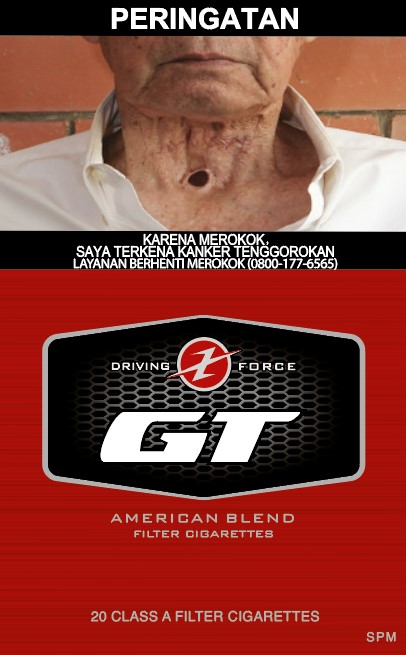 PERINGATAN
KARENA MEROKOK,
SAYA TERKENA KANKER TENGGOROKAN
LAYANAN BERHENTI MEROKOK (0800-177-6565)
DRIVING FORCE
GT
AMERICAN BLEND
FILTER CIGARETTES
20 CLASS A FILTER CIGARETTES
SPM